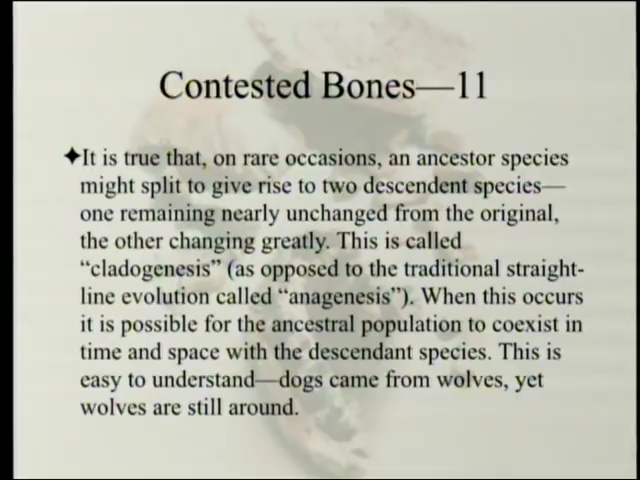 Contested Bones—11
✦It is true that, on rare occasions, an ancestor species
might split to give rise to two descendent species—
one remaining nearly unchanged from the original,
the other changing greatly. This is called
“cladogenesis” (as opposed to the traditional straight-
line evolution called “anagenesis”). When this occurs
it is possible for the ancestral population to coexist in
time and space with the descendant species. This is
easy to understand—dogs came from wolves, yet
wolves are still around.